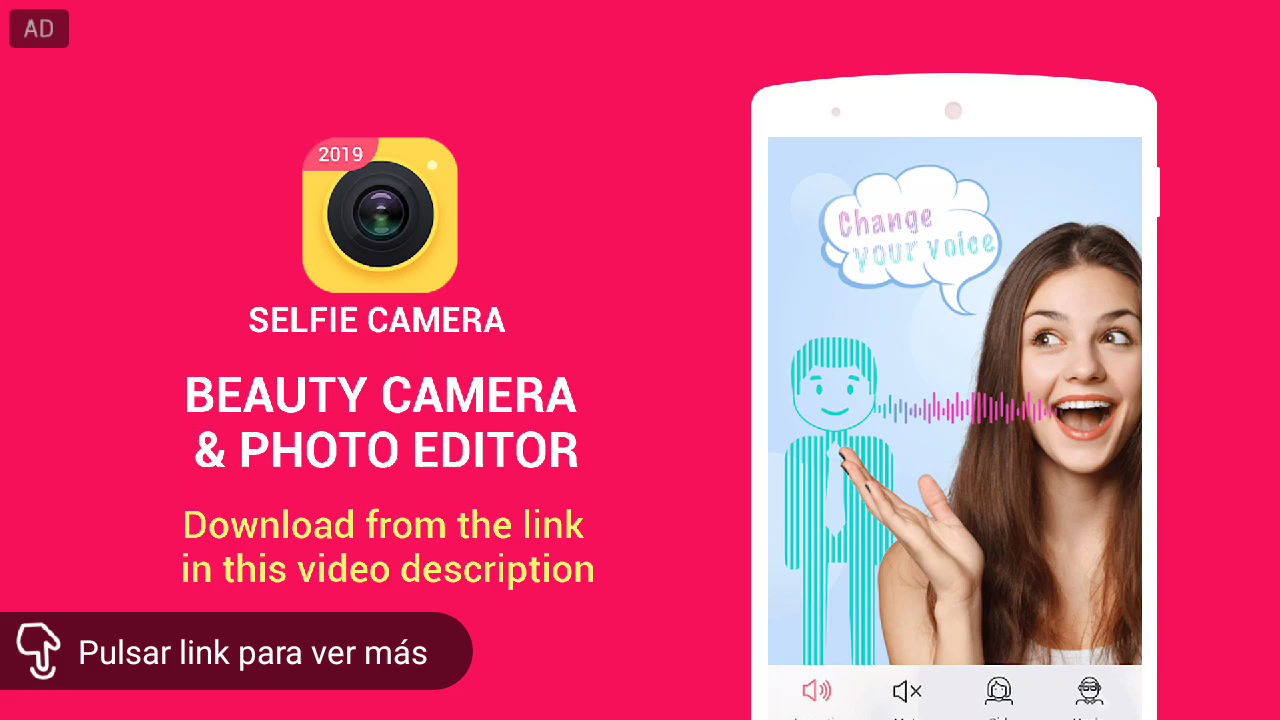 AD
2019
SELFIE CAMERA
BEAUTY CAMERA
& PHOTO EDITOR
Download from the link
in this video description
Pulsar link para ver más
Change
your voice